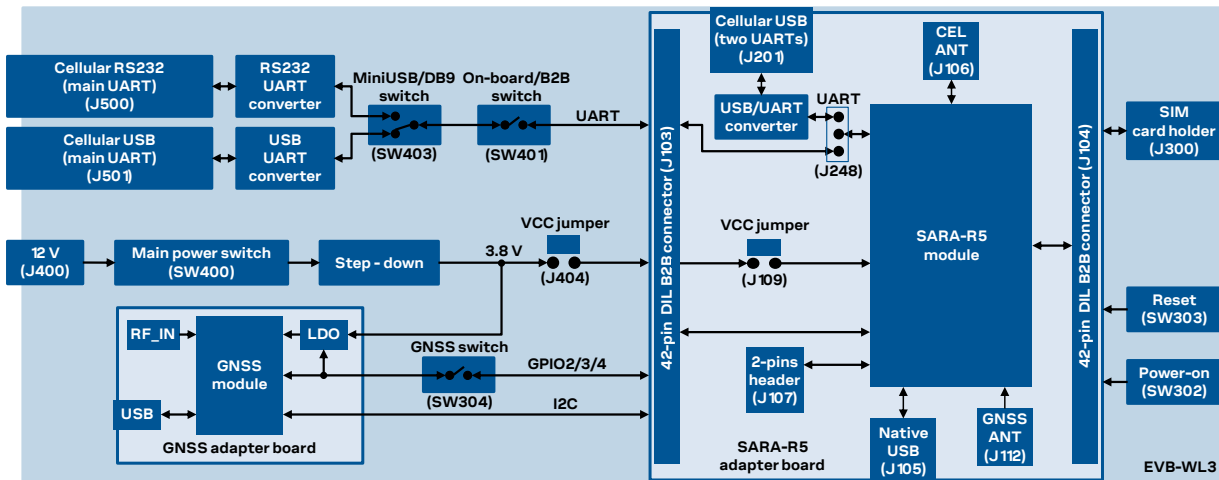 Cellular RS232
(main UART)
(J500)
RS232
UART
converter
MiniUSB/DB9
switch
(SW403)
On-board/B2B
switch
(SW401)
UART
Cellular USB
(main UART)
(J501)
USB
UART
converter
12 V
(J400)
Main power switch
(SW400)
Step - down
3.8 V
VCC jumper
(J404)
RF_IN
GNSS
module
LDO
USB
GNSS adapter board
GNSS switch
(SW304)
GPIO2/3/4
I2C
42-pin DIL B2B connector (J103)
Cellular USB
(two UARTs)
(J201)
USB/UART
converter
UART
(J248)
CEL
ANT
(J106)
VCC jumper
(J109)
SARA-R5
module
2-pins
header
(J107)
Native
USB
(J105)
GNSS
ANT
(J112)
SARA-R5
adapter board
42-pin DIL B2B connector (J104)
SIM
card holder
(J300)
Reset
(SW303)
Power-on
(SW302)
EVB-WL3